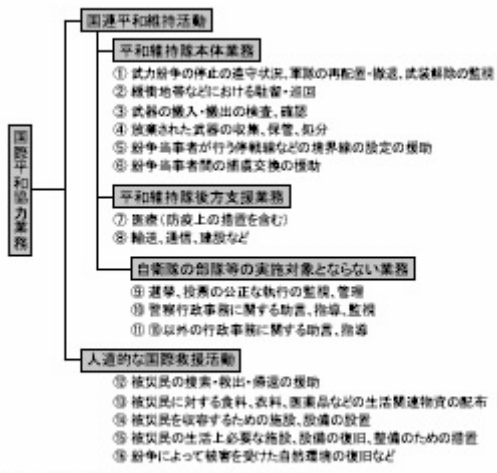 国際平和協力業務
国連平和維持活動
平和維持隊本体業務
① 武力紛争の停止の遵守状況、軍隊の再配置・撤退、武装解除の監視
② 緩衝地帯などにおける駐留・巡回
③ 武器の搬入・搬出の検査、確認
④ 放棄された武器の収集、保管、処分
⑤ 紛争当事者が行う停戦線などの境界線の設定の援助
⑥ 紛争当事者間の捕虜交換の援助
平和維持隊後方支援業務
⑦ 医療（防疫上の措置を含む）
⑧ 輸送、通信、建設など
自衛隊の部隊等の実施対象とならない業務
⑨ 選挙、投票の公正な執行の監視、管理
⑩ 警察行政事務に関する助言、指導、監視
⑪ ⑩以外の行政事務に関する助言、指導
人道的な国際救援活動
⑫ 被災民の捜索・救出・帰還の援助
⑬ 被災民に対する食料、衣料、医薬品などの生活関連物資の配布
⑭ 被災民を収容するための施設、設備の設置
⑮ 被災民の生活上必要な施設、設備の復旧、整備のための措置
⑯ 紛争によって被害を受けた自然環境の復旧など